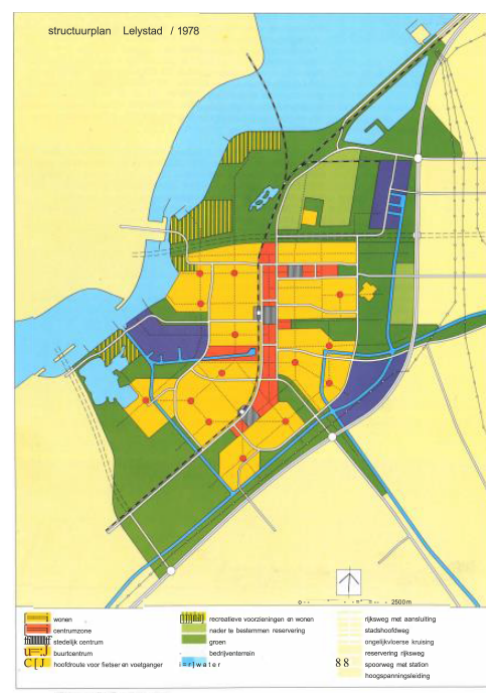 structuurplan Lelystad / 1978
2500m
wonen
centrumzone
stedelijk centrum
buurtcentrum
hoofdroute voor fietser en voetganger
recreatieve voorzieningen en wonen
nader te bestemmen reservering
groen
bedrijventerrein
water
rijksweg met aansluiting
stadshoofdweg
ongelijkvloerse kruising
reservering rijksweg
88 spoorweg met station
hoogspanningsleiding